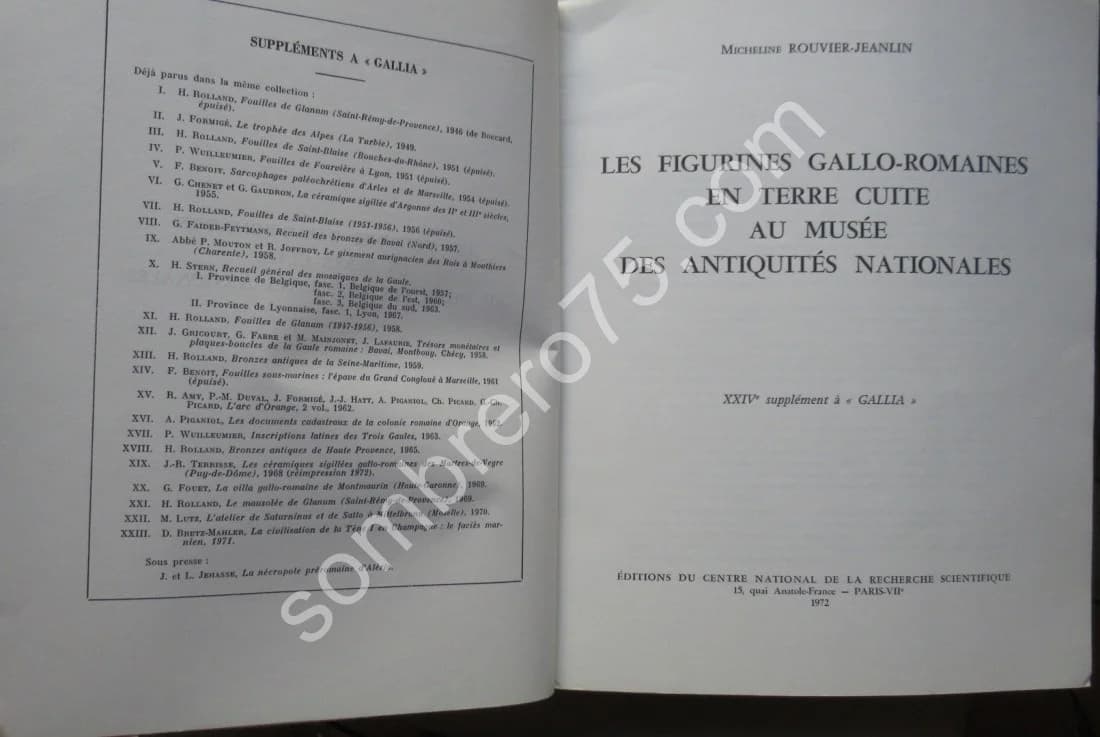 SUPPLÉMENTS A « GALLIA »
Déjà parus dans la même collection :
I. H. ROLLAND, Fouilles de Glanum (Saint-Rémy-de-Provence), 1946 (de Boccard,
épuisé).
II. J. FORMIGÉ, Le trophée des Alpes (La Turbie), 1949.
III. H. ROLLAND, Fouilles de Saint-Blaise (Bouches-du-Rhône), 1951 (épuisé).
IV. P. WUILLEUMIER, Fouilles de Fourvière à Lyon, 1951 (épuisé).
V. F. BENOIT, Sarcophages paléochrétiens d'Arles et de Marseille, 1954 (épuisé).
VI. G. CHENET et G. GAUDRON, La céramique sigillée d'Argonne des IIe et IIIe siècles,
1955.
VII. H. ROLLAND, Fouilles de Saint-Blaise (1951-1956), 1956 (épuisé).
VIII. G. FAIDER-FEYTMANS, Recueil des bronzes de Bavai (Nord), 1957.
IX. Abbé P. MOUTON et R. JOFFROY, Le gisement aurignacien des Rois à Mouthiers
(Charente), 1958.
X. H. STERN, Recueil général des mosaïques de la Gaule.
I. Province de Belgique, fasc. 1, Belgique de l'ouest, 1957;
fasc. 2, Belgique de l'est, 1960;
fasc. 3, Belgique du sud, 1963.
II. Province de Lyonnaise, fasc. 1, Lyon, 1967.
XI. H. ROLLAND, Fouilles de Glanum (1947-1956), 1958.
XII. J. GRICOURT, G. FABRE et M. MAINJONET, J. LAFAURIE, Trésors monétaires et
plaques-boucles de la Gaule romaine : Bavai, Montbouy, Chécy, 1958.
XIII. H. ROLLAND, Bronzes antiques de la Seine-Maritime, 1959.
XIV. F. BENOIT, Fouilles sous-marines : l'épave du Grand Congloué à Marseille, 1961
(épuisé).
XV. R. AMY, P.-M. DUVAL, J. FORMIGÉ, J.-J. HATT, A. PIGANIOL, Ch. PICARD, G.-Ch.
PICARD, L'arc d'Orange, 2 vol., 1962.
XVI. A. PIGANIOL, Les documents cadastraux de la colonie romaine d'Orange, 1962.
XVII. P. WUILLEUMIER, Inscriptions latines des Trois Gaules, 1963.
XVIII. H. ROLLAND, Bronzes antiques de Haute Provence, 1965.
XIX. J.-R. TERRISSE, Les céramiques sigillées gallo-romaines des Martres-de-Veyre
(Puy-de-Dôme), 1968 (réimpression 1972).
XX. G. FOUET, La villa gallo-romaine de Montmaurin (Haute-Garonne), 1969.
XXI. H. ROLLAND, Le mausolée de Glanum (Saint-Rémy-de-Provence), 1969.
XXII. M. LUTZ, L'atelier de Saturninus et de Satto à Mittelbronn (Moselle), 1970.
XXIII. D. BRETZ-MAHLER, La civilisation de la Tène I en Champagne : le faciès mar-
nien, 1971.
Sous presse :
J. et L. JEHASSE, La nécropole préromaine d'Aléria.
MICHELINE ROUVIER-JEANLIN
LES FIGURINES GALLO-ROMAINES
EN TERRE CUITE
AU MUSÉE
DES ANTIQUITÉS NATIONALES
XXIVe supplément à « GALLIA »
ÉDITIONS DU CENTRE NATIONAL DE LA RECHERCHE SCIENTIFIQUE
15, quai Anatole-France — PARIS-VIIe
1972
sombrero75.com